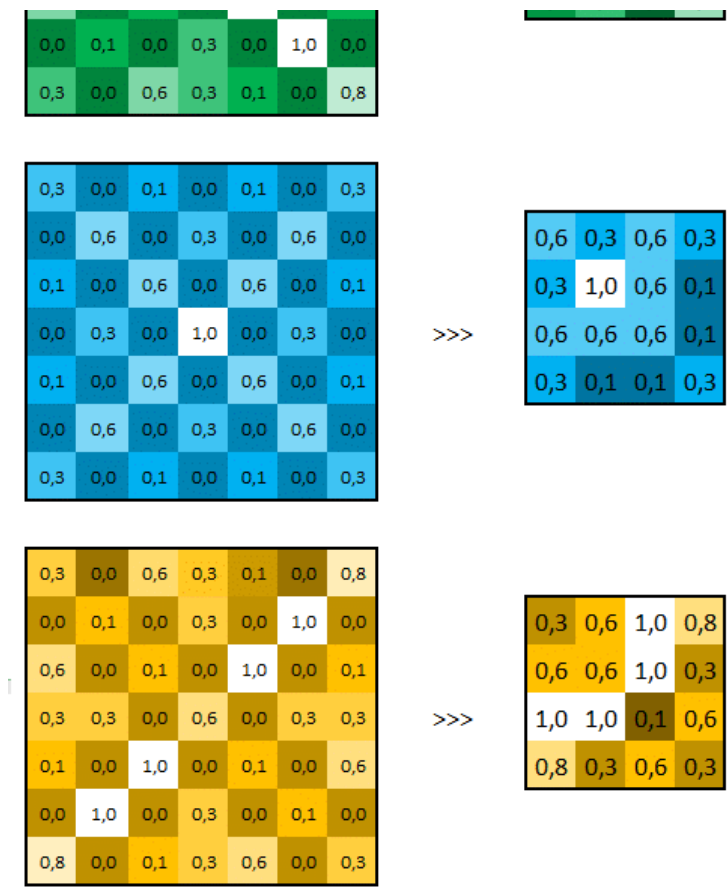 0,0 0,1 0,0 0,3 0,0 1,0 0,0
0,3 0,0 0,6 0,3 0,1 0,0 0,8
0,3 0,0 0,1 0,0 0,1 0,0 0,3
0,0 0,6 0,0 0,3 0,0 0,6 0,0
0,1 0,0 0,6 0,0 0,6 0,0 0,1
0,0 0,3 0,0 1,0 0,0 0,3 0,0
0,1 0,0 0,6 0,0 0,6 0,0 0,1
0,0 0,6 0,0 0,3 0,0 0,6 0,0
0,3 0,0 0,1 0,0 0,1 0,0 0,3
>>>
0,6 0,3 0,6 0,3
0,3 1,0 0,6 0,1
0,6 0,6 0,6 0,1
0,3 0,1 0,1 0,3
0,3 0,0 0,6 0,3 0,1 0,0 0,8
0,0 0,1 0,0 0,3 0,0 1,0 0,0
0,6 0,0 0,1 0,0 1,0 0,0 0,1
0,3 0,3 0,0 0,6 0,0 0,3 0,3
0,1 0,0 1,0 0,0 0,1 0,0 0,6
0,0 1,0 0,0 0,3 0,0 0,1 0,0
0,8 0,0 0,1 0,3 0,6 0,0 0,3
>>>
0,3 0,6 1,0 0,8
0,6 0,6 1,0 0,3
1,0 1,0 0,1 0,6
0,8 0,3 0,6 0,3